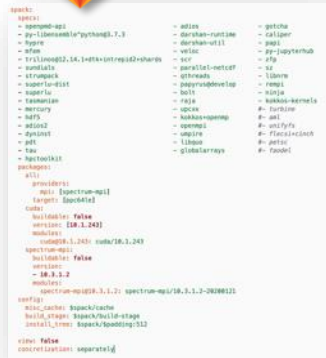 spack:
specs:
- openpmd-api - adios - gotcha
- py-libensemble^python@3.7.3 - darshan-runtime - caliper
- hypre - darshan-util - papi
- mfem - veloc - py-jupyterhub
- trilinos@12.14.1+dtk+intrepid2+shards - scr - zfp
- sundials - parallel-netcdf - sz
- strumpack - qthreads - libnrm
- superlu-dist - papyrus@develop - rempi
- superlu - bolt - ninja
- tasmanian - raja - kokkos-kernels
- mercury - upcxx #- turbine
- hdf5 - kokkos+openmp #- aml
- adios2 - openmpi #- unifyfs
- dyninst - umpire #- flecsi+cinch
- pdt - libquo #- petsc
- tau - globalarrays #- faodel
- hpctoolkit
packages:
all:
providers:
mpi: [spectrum-mpi]
target: [ppc64le]
cuda:
buildable: false
version: [10.1.243]
modules:
cuda@10.1.243: cuda/10.1.243
spectrum-mpi:
buildable: false
version:
- 10.3.1.2
modules:
spectrum-mpi@10.3.1.2: spectrum-mpi/10.3.1.2-20200121
config:
misc_cache: $spack/cache
build_stage: $spack/build-stage
install_tree: $spack/$padding:512
view: false
concretization: separately